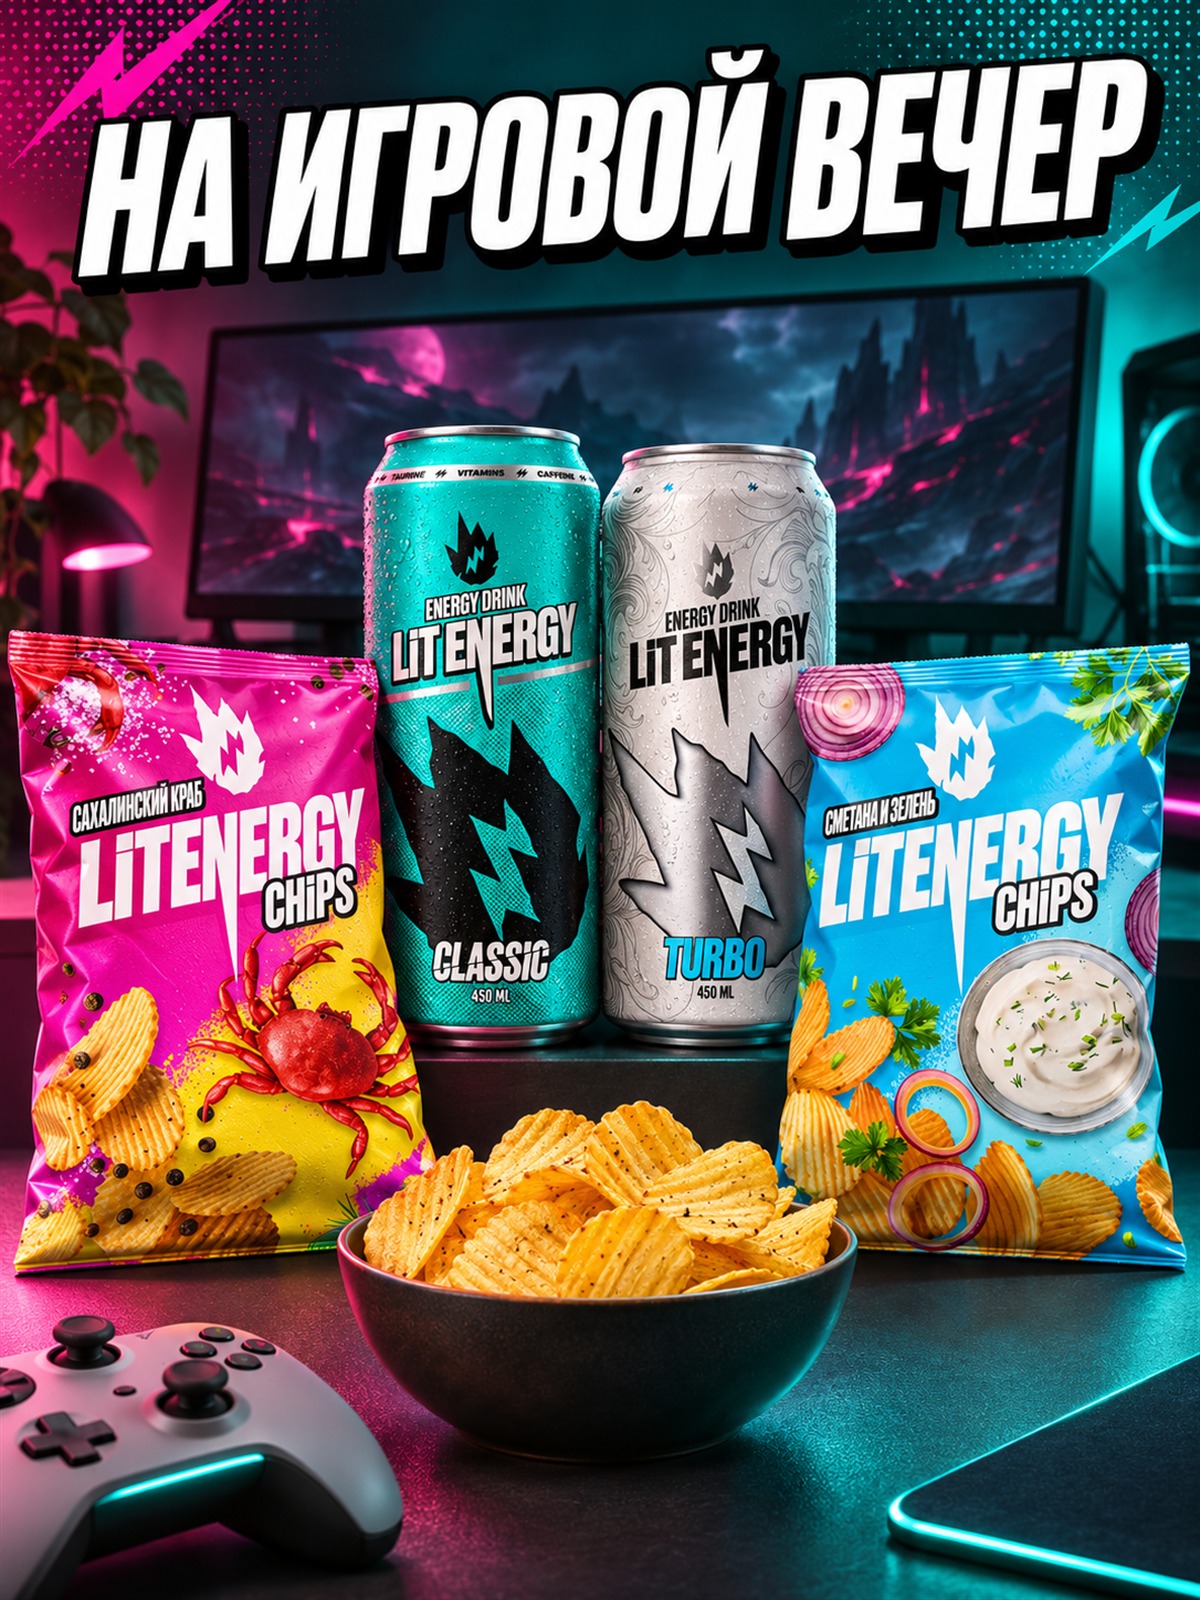 НА ИГРОВОЙ ВЕЧЕР
TAURINE VITAMINS CAFFEINE
ENERGY DRINK
LiT ENERGY
CLASSIC
450 ML
ENERGY DRINK
LiT ENERGY
TURBO
450 ML
САХАЛИНСКИЙ КРАБ
LiTENERGY
CHiPS
СМЕТАНА И ЗЕЛЕНЬ
LiTENERGY
CHiPS